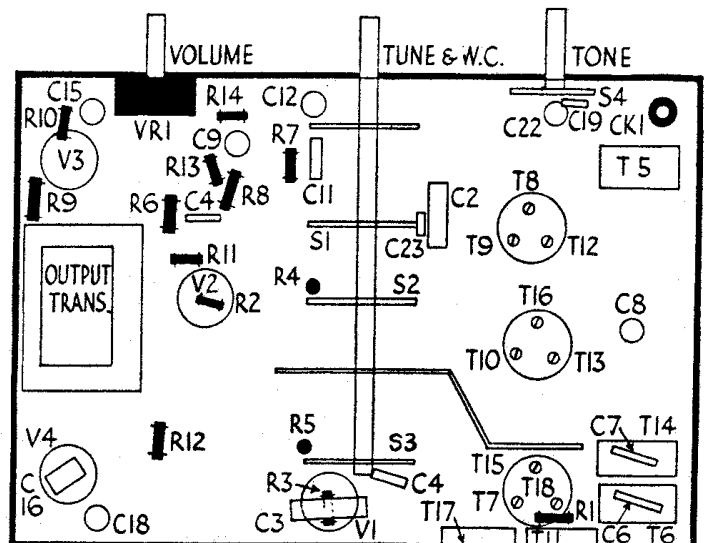 VOLUME
TUNE & W.C.
TONE
C15
R10
VR1
R14
C12
S4
C22
C19
CK1
V3
C9
R7
T5
R13
R9
R6
C4
R8
C11
C2
T8
S1
C23
T9
T12
R11
OUTPUT
TRANS.
V2
R2
R4
S2
T16
C8
T10
T13
V4
R12
R5
S3
C7
T14
T15
C
16
R3
C4
T18
T7
R1
C18
C3
V1
T17
T11
C6
T6